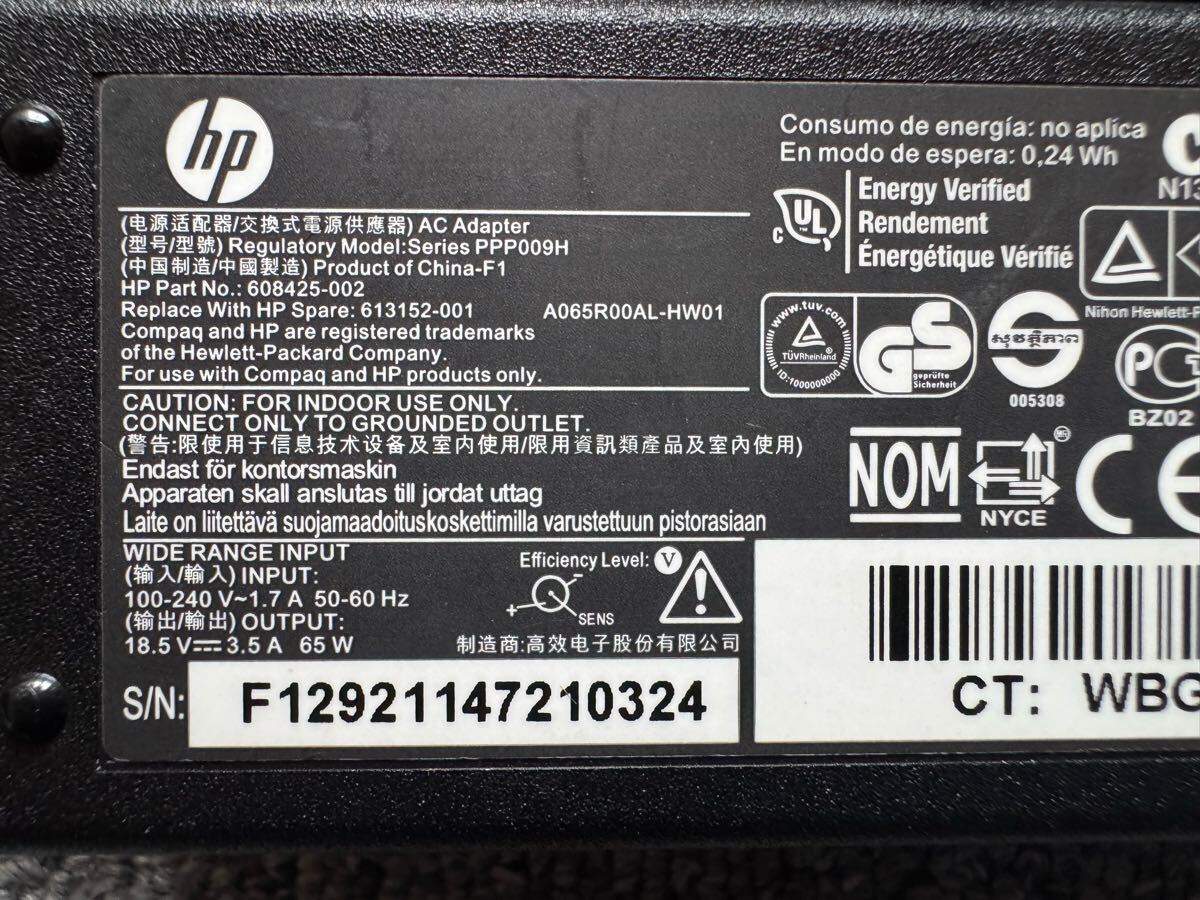 hp
(电源适配器/交換式電源供應器) AC Adapter
(型号/型號) Regulatory Model:Series PPP009H
(中国制造/中國製造) Product of China-F1
HP Part No.: 608425-002
Replace With HP Spare: 613152-001 A065R00AL-HW01
Compaq and HP are registered trademarks
of the Hewlett-Packard Company.
For use with Compaq and HP products only.
CAUTION: FOR INDOOR USE ONLY.
CONNECT ONLY TO GROUNDED OUTLET.
(警告:限使用于信息技术设备及室内使用/限用資訊類產品及室內使用)
Endast för kontorsmaskin
Apparaten skall anslutas till jordat uttag
Laite on liitettävä suojamaadoituskoskettimilla varustettuun pistorasiaan
WIDE RANGE INPUT
(输入/輸入) INPUT:
100-240 V~1.7 A 50-60 Hz
(输出/輸出) OUTPUT:
18.5 V⎓3.5 A 65 W
Efficiency Level: V
+ - SENS
制造商:高效电子股份有限公司
S/N: F12921147210324
Consumo de energía: no aplica
En modo de espera: 0,24 Wh
N13
c UL ™
Energy Verified
Rendement
Énergétique Vérifié
www.tuv.com
TÜVRheinland ®
ID:1000000000
GS
geprüfte
Sicherheit
005308
Nihon Hewlett-P
PC
BZ02
NOM
NYCE
CE
CT: WBG